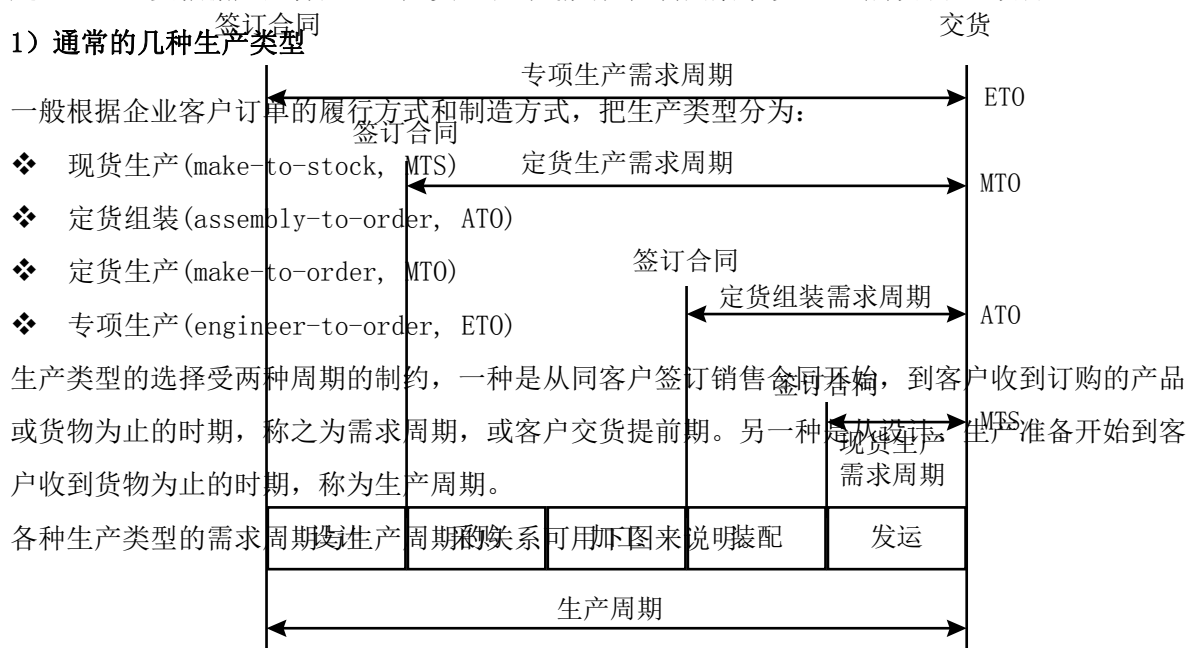 签订合同
交货
1）通常的几种生产类型
专项生产需求周期
ETO
一般根据企业客户订单的履行方式和制造方式，把生产类型分为：
签订合同
❖ 现货生产(make-to-stock, MTS)
定货生产需求周期
MTO
❖ 定货组装(assembly-to-order, ATO)
❖ 定货生产(make-to-order, MTO)
签订合同
定货组装需求周期
ATO
❖ 专项生产(engineer-to-order, ETO)
生产类型的选择受两种周期的制约，一种是从同客户签订销售合同开始，到客户收到订购的产品
签订合同
或货物为止的时期，称之为需求周期，或客户交货提前期。另一种是从设计、生产准备开始到客
MTS
现货生产
需求周期
户收到货物为止的时期，称为生产周期。
各种生产类型的需求周期与生产周期的关系可用下图来说明。
设计
采购
加工
装配
发运
生产周期